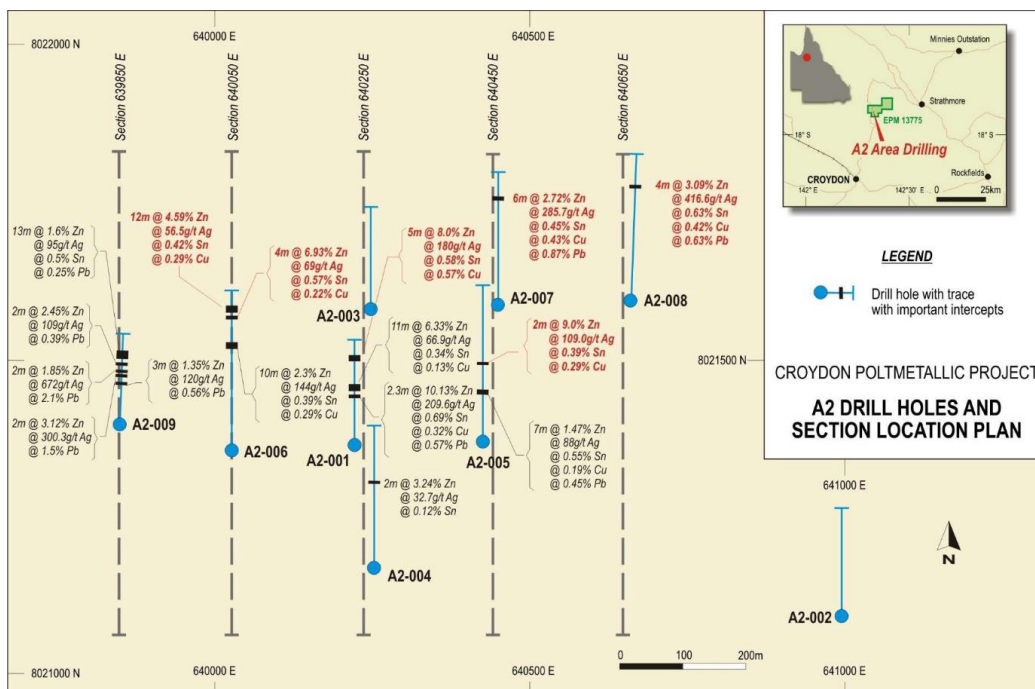 640000 E
640500 E
8022000 N
Section 639850 E
Section 640050 E
Section 640250 E
Section 640450 E
Section 640650 E
13m @ 1.6% Zn
@ 95g/t Ag
@ 0.5% Sn
@ 0.25% Pb
12m @ 4.59% Zn
@ 56.5g/t Ag
@ 0.42% Sn
@ 0.29% Cu
4m @ 6.93% Zn
@ 69g/t Ag
@ 0.57% Sn
@ 0.22% Cu
5m @ 8.0% Zn
@ 180g/t Ag
@ 0.58% Sn
@ 0.57% Cu
6m @ 2.72% Zn
@ 285.7g/t Ag
@ 0.45% Sn
@ 0.43% Cu
@ 0.87% Pb
4m @ 3.09% Zn
@ 416.6g/t Ag
@ 0.63% Sn
@ 0.42% Cu
@ 0.63% Pb
2m @ 2.45% Zn
@ 109g/t Ag
@ 0.39% Pb
2m @ 1.85% Zn
@ 672g/t Ag
@ 2.1% Pb
2m @ 3.12% Zn
@ 300.3g/t Ag
@ 1.5% Pb
3m @ 1.35% Zn
@ 120g/t Ag
@ 0.56% Pb
10m @ 2.3% Zn
@ 144g/t Ag
@ 0.39% Sn
@ 0.29% Cu
11m @ 6.33% Zn
@ 66.9g/t Ag
@ 0.34% Sn
@ 0.13% Cu
2.3m @ 10.13% Zn
@ 209.6g/t Ag
@ 0.69% Sn
@ 0.32% Cu
@ 0.57% Pb
2m @ 9.0% Zn
@ 109.0g/t Ag
@ 0.39% Sn
@ 0.29% Cu
7m @ 1.47% Zn
@ 88g/t Ag
@ 0.55% Sn
@ 0.19% Cu
@ 0.45% Pb
2m @ 3.24% Zn
@ 32.7g/t Ag
@ 0.12% Sn
A2-003
A2-007
A2-008
A2-009
A2-006
A2-001
A2-005
A2-004
A2-002
8021500 N
641000 E
8021000 N
640000 E
640500 E
641000 E
0 100 200m
N
Minnies Outstation
Strathmore
EPM 13775
18° S
18° S
A2 Area Drilling
CROYDON
Rockfields
142° E
142° 30' E
0 25km
LEGEND
Drill hole with trace
with important intercepts
CROYDON POLTMETALLIC PROJECT
A2 DRILL HOLES AND
SECTION LOCATION PLAN